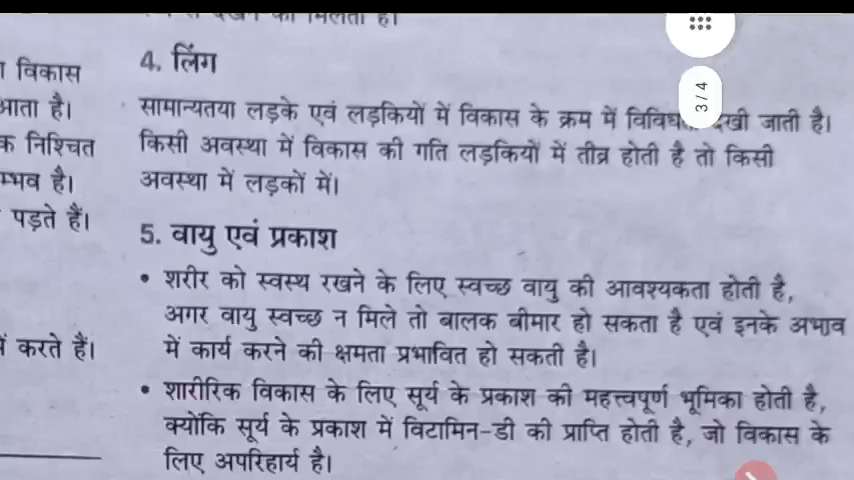 विकास
आता है।
निश्चित
म्भव है।
पड़ते हैं।
करते हैं।
4. लिंग
सामान्यतया लड़के एवं लड़कियों में विकास के क्रम में जाती है।
किसी अवस्था में विकास की गति लड़कियों में तीव्र होती है तो किसी
अवस्था में लड़कों में।
5. वायु एवं प्रकाश
• शरीर को स्वस्थ रखने के लिए स्वच्छ वायु की आवश्यकता होती है,
अगर वायु स्वच्छ न मिले तो बालक बीमार हो सकता है एवं इनके अभाव
में कार्य करने की क्षमता प्रभावित हो सकती है।
• शारीरिक विकास के लिए सूर्य के प्रकाश की महत्त्वपूर्ण भूमिका होती है,
क्योंकि सूर्य के प्रकाश में विटामिन-डी की प्राप्ति होती है, जो विकास के
लिए अपरिहार्य है।
3/4